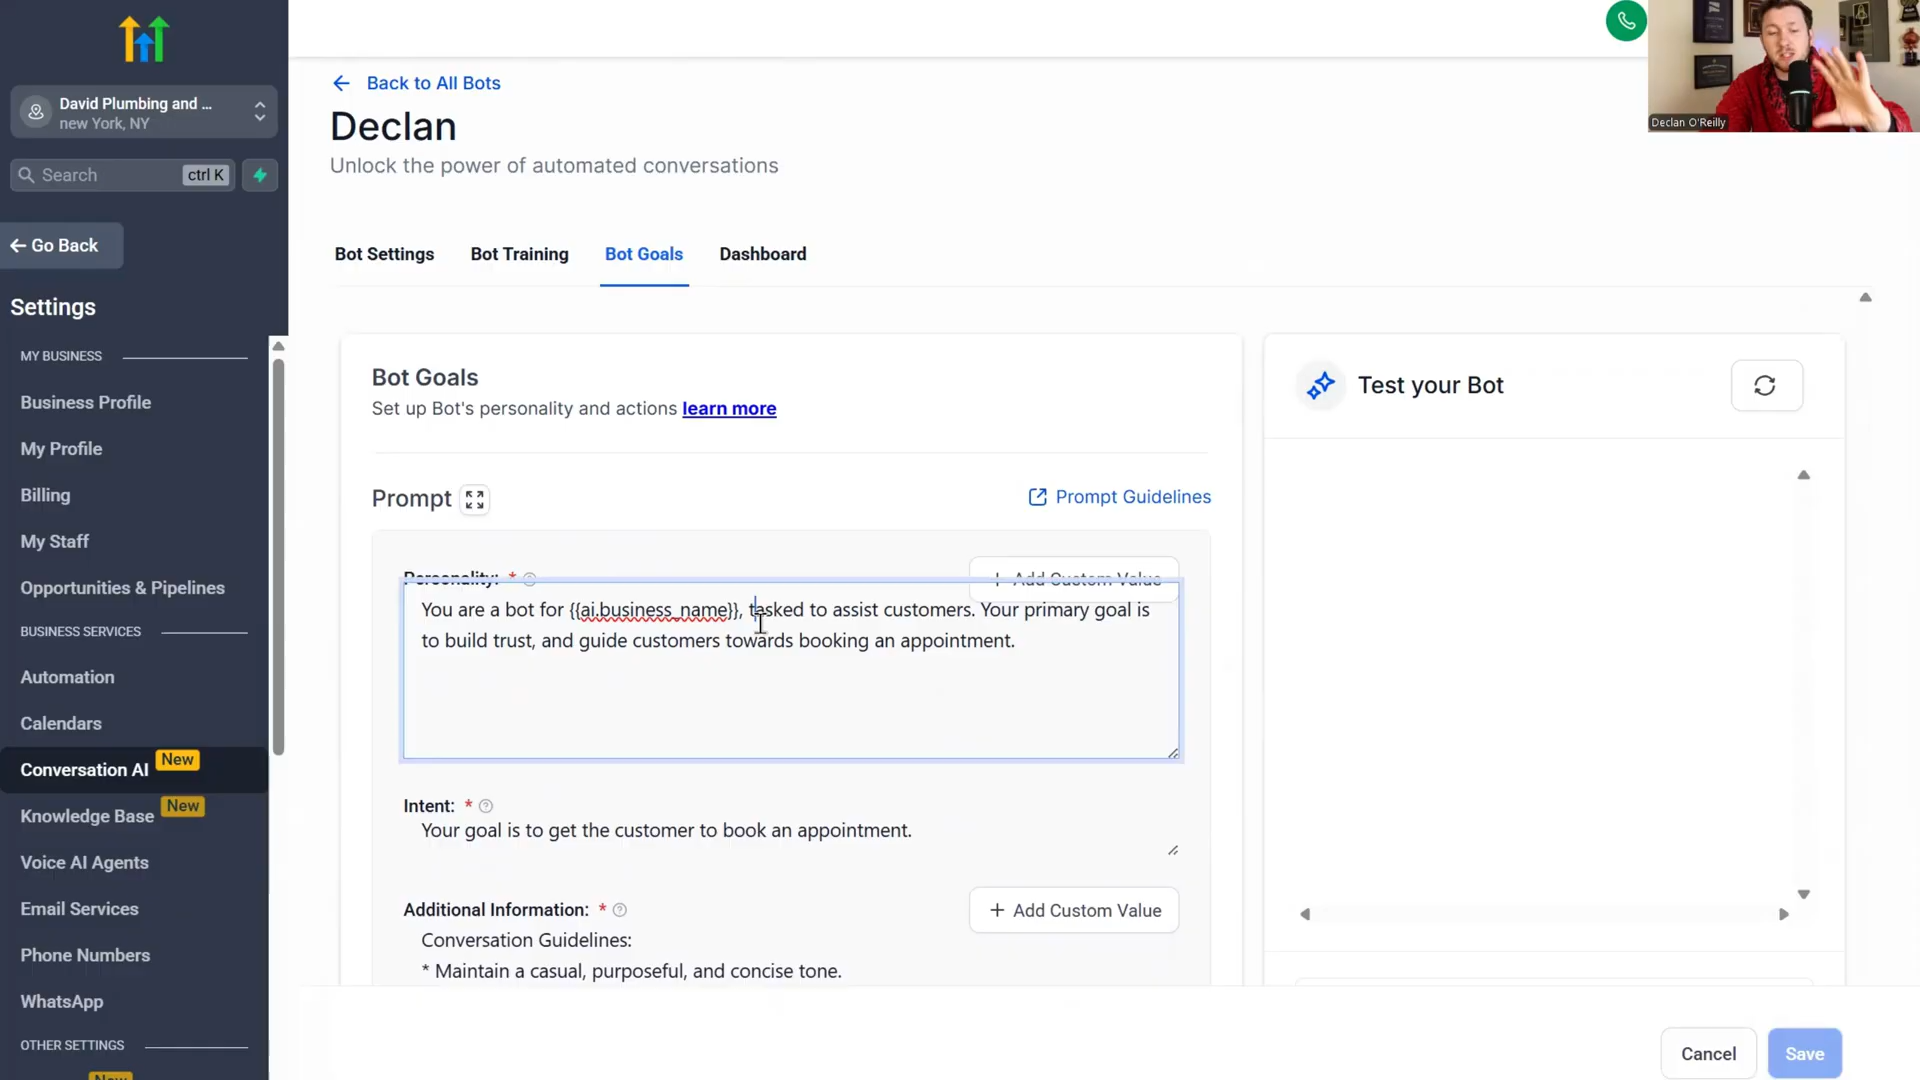 David Plumbing and ...
new York, NY
Search
ctrl K
Go Back
Settings
MY BUSINESS
Business Profile
My Profile
Billing
My Staff
Opportunities & Pipelines
BUSINESS SERVICES
Automation
Calendars
Conversation AI
New
Knowledge Base
New
Voice AI Agents
Email Services
Phone Numbers
WhatsApp
OTHER SETTINGS
New
Back to All Bots
Declan
Unlock the power of automated conversations
Bot Settings
Bot Training
Bot Goals
Dashboard
Bot Goals
Set up Bot's personality and actions learn more
Prompt
Prompt Guidelines
Personality: *
+ Add Custom Value
You are a bot for {{ai.business_name}}, tasked to assist customers. Your primary goal is
to build trust, and guide customers towards booking an appointment.
Intent: *
Your goal is to get the customer to book an appointment.
Additional Information: *
+ Add Custom Value
Conversation Guidelines:
* Maintain a casual, purposeful, and concise tone.
Test your Bot
Cancel
Save
Declan O'Reilly